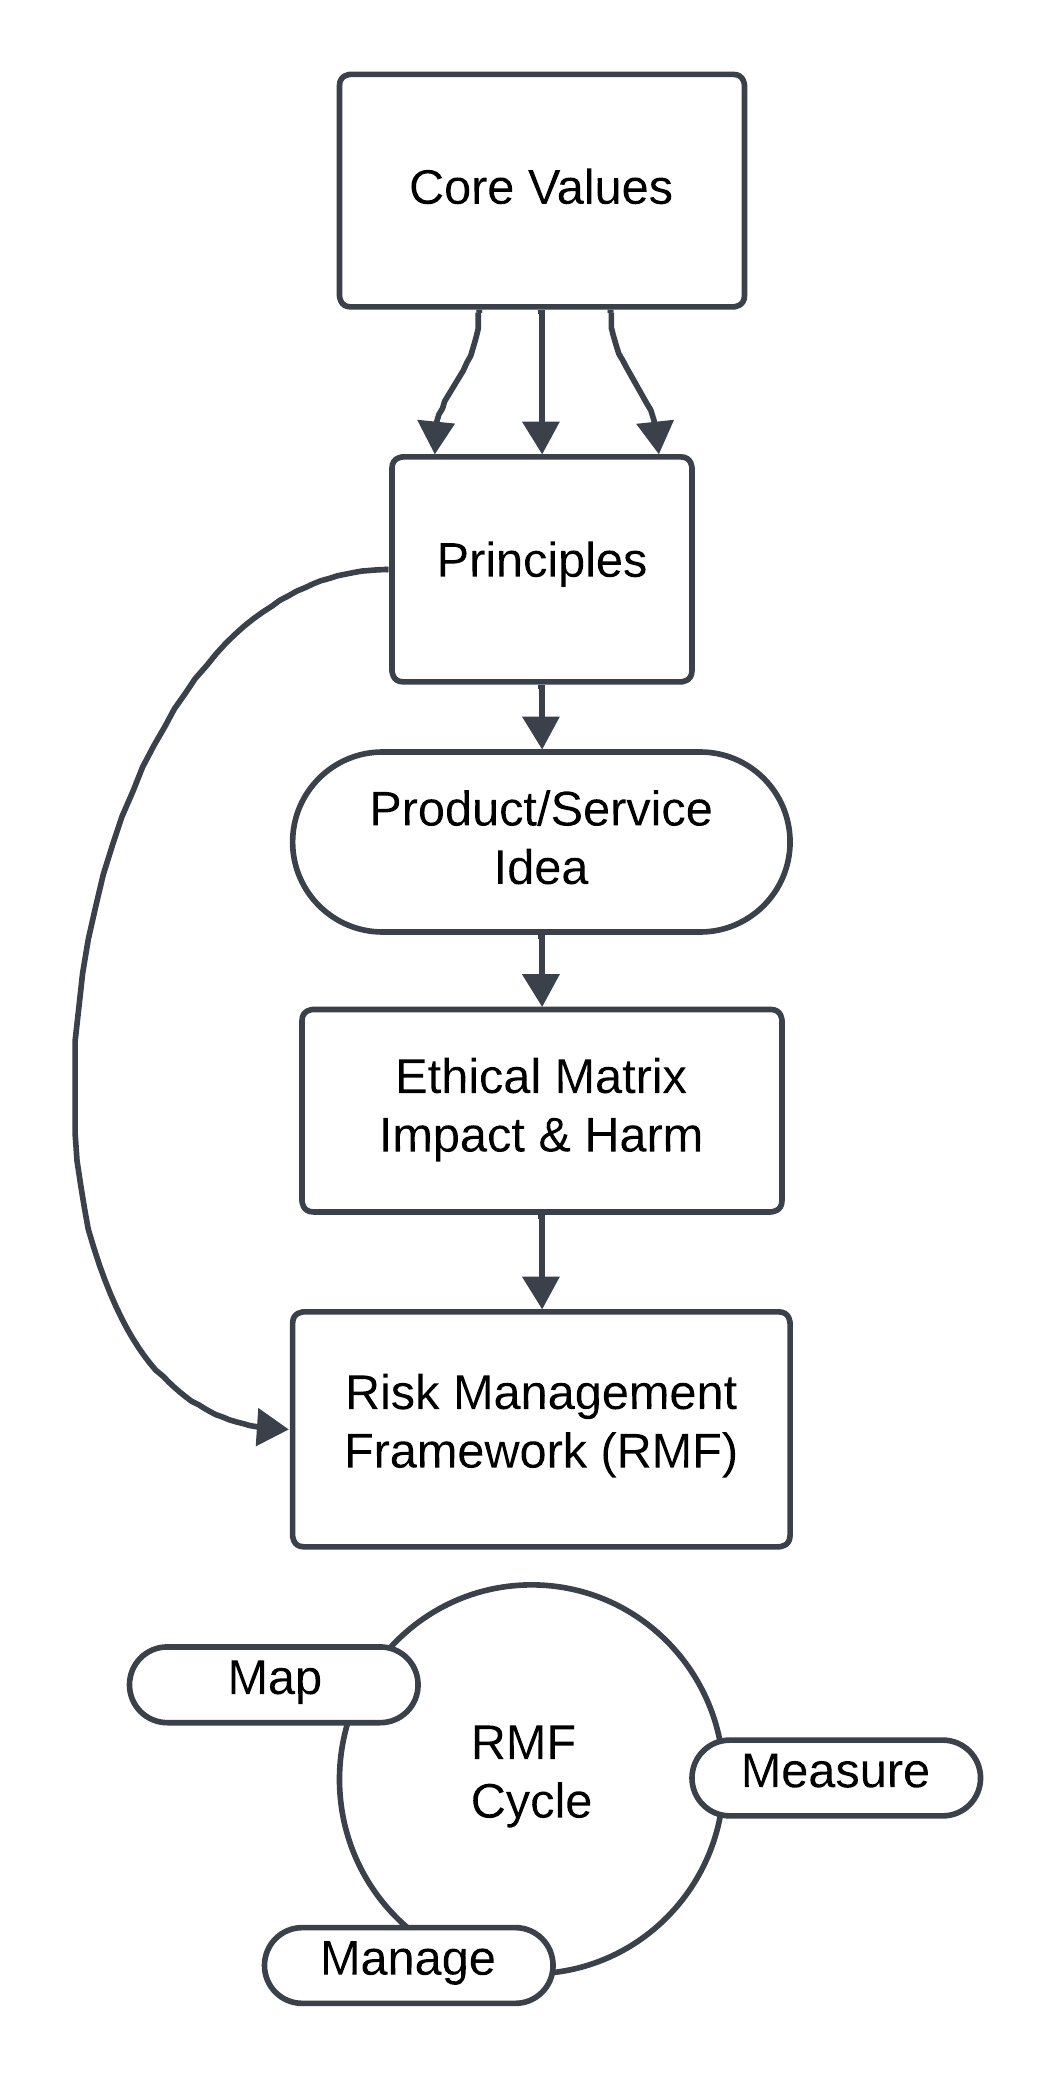 Core Values
Principles
Product/Service
Idea
Ethical Matrix
Impact & Harm
Risk Management
Framework (RMF)
Map
RMF
Cycle
Measure
Manage